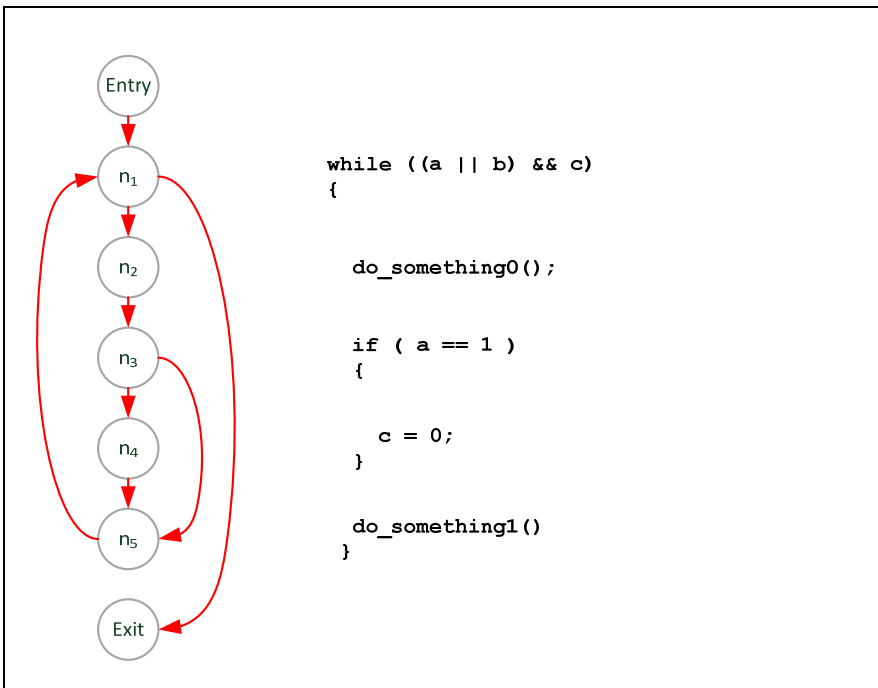 Entry
n₁
while ((a || b) && c)
{
n₂
do_something0();
n₃
if ( a == 1 )
{
n₄
c = 0;
}
n₅
do_something1()
}
Exit